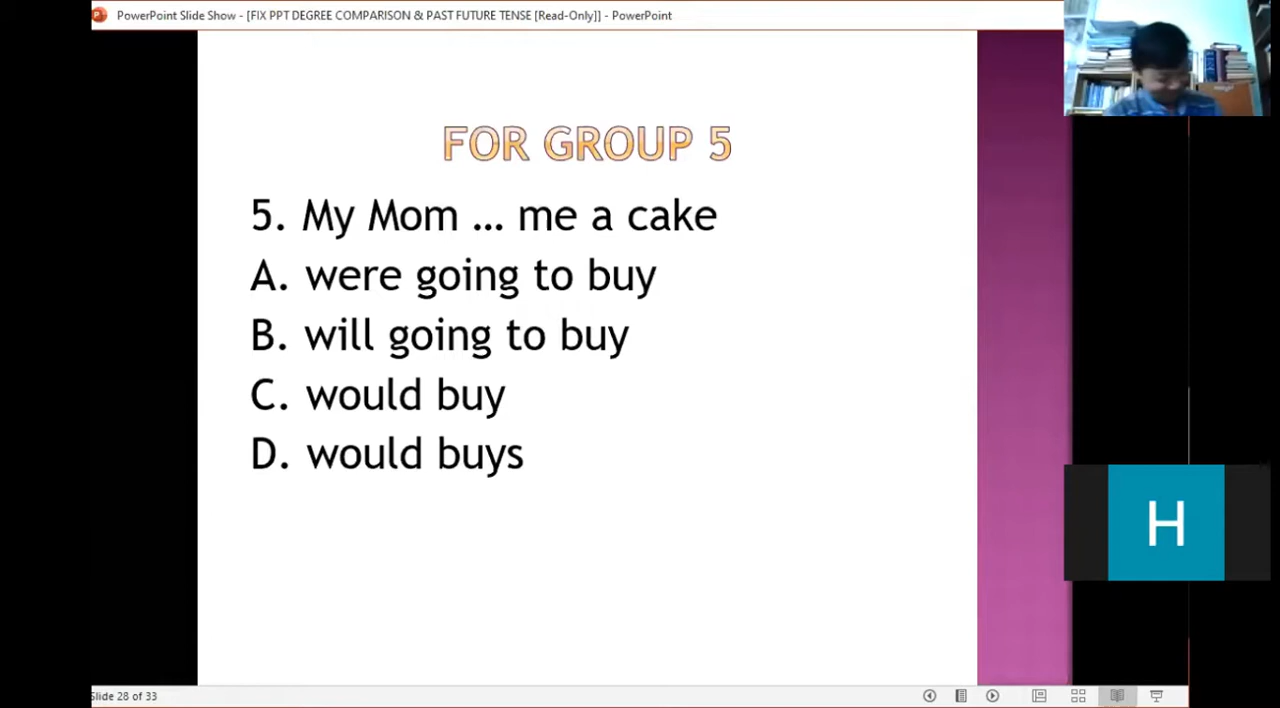 PowerPoint Slide Show - [FIX PPT DEGREE COMPARISON & PAST FUTURE TENSE [Read-Only]] - PowerPoint
FOR GROUP 5
5. My Mom … me a cake
A. were going to buy
B. will going to buy
C. would buy
D. would buys
H
Slide 28 of 33